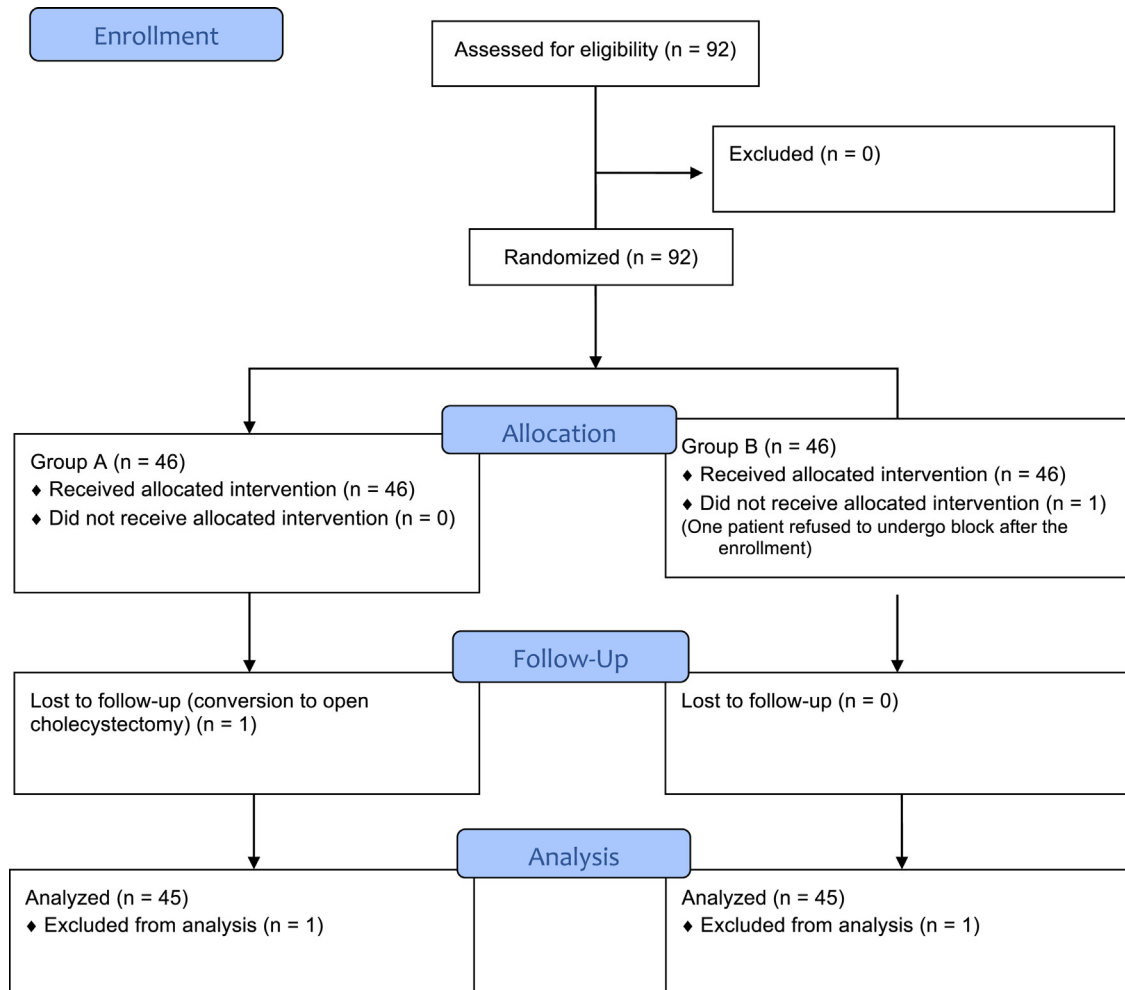 Enrollment
Assessed for eligibility (n = 92)
Excluded (n = 0)
Randomized (n = 92)
Allocation
Group A (n = 46)
♦ Received allocated intervention (n = 46)
♦ Did not receive allocated intervention (n = 0)
Group B (n = 46)
♦ Received allocated intervention (n = 46)
♦ Did not receive allocated intervention (n = 1)
(One patient refused to undergo block after the
enrollment)
Follow-Up
Lost to follow-up (conversion to open
cholecystectomy) (n = 1)
Lost to follow-up (n = 0)
Analysis
Analyzed (n = 45)
♦ Excluded from analysis (n = 1)
Analyzed (n = 45)
♦ Excluded from analysis (n = 1)